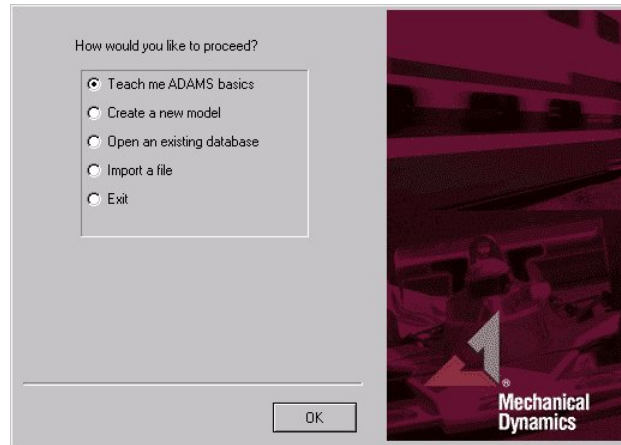 How would you like to proceed?
Teach me ADAMS basics
Create a new model
Open an existing database
Import a file
Exit
OK
®
Mechanical
Dynamics